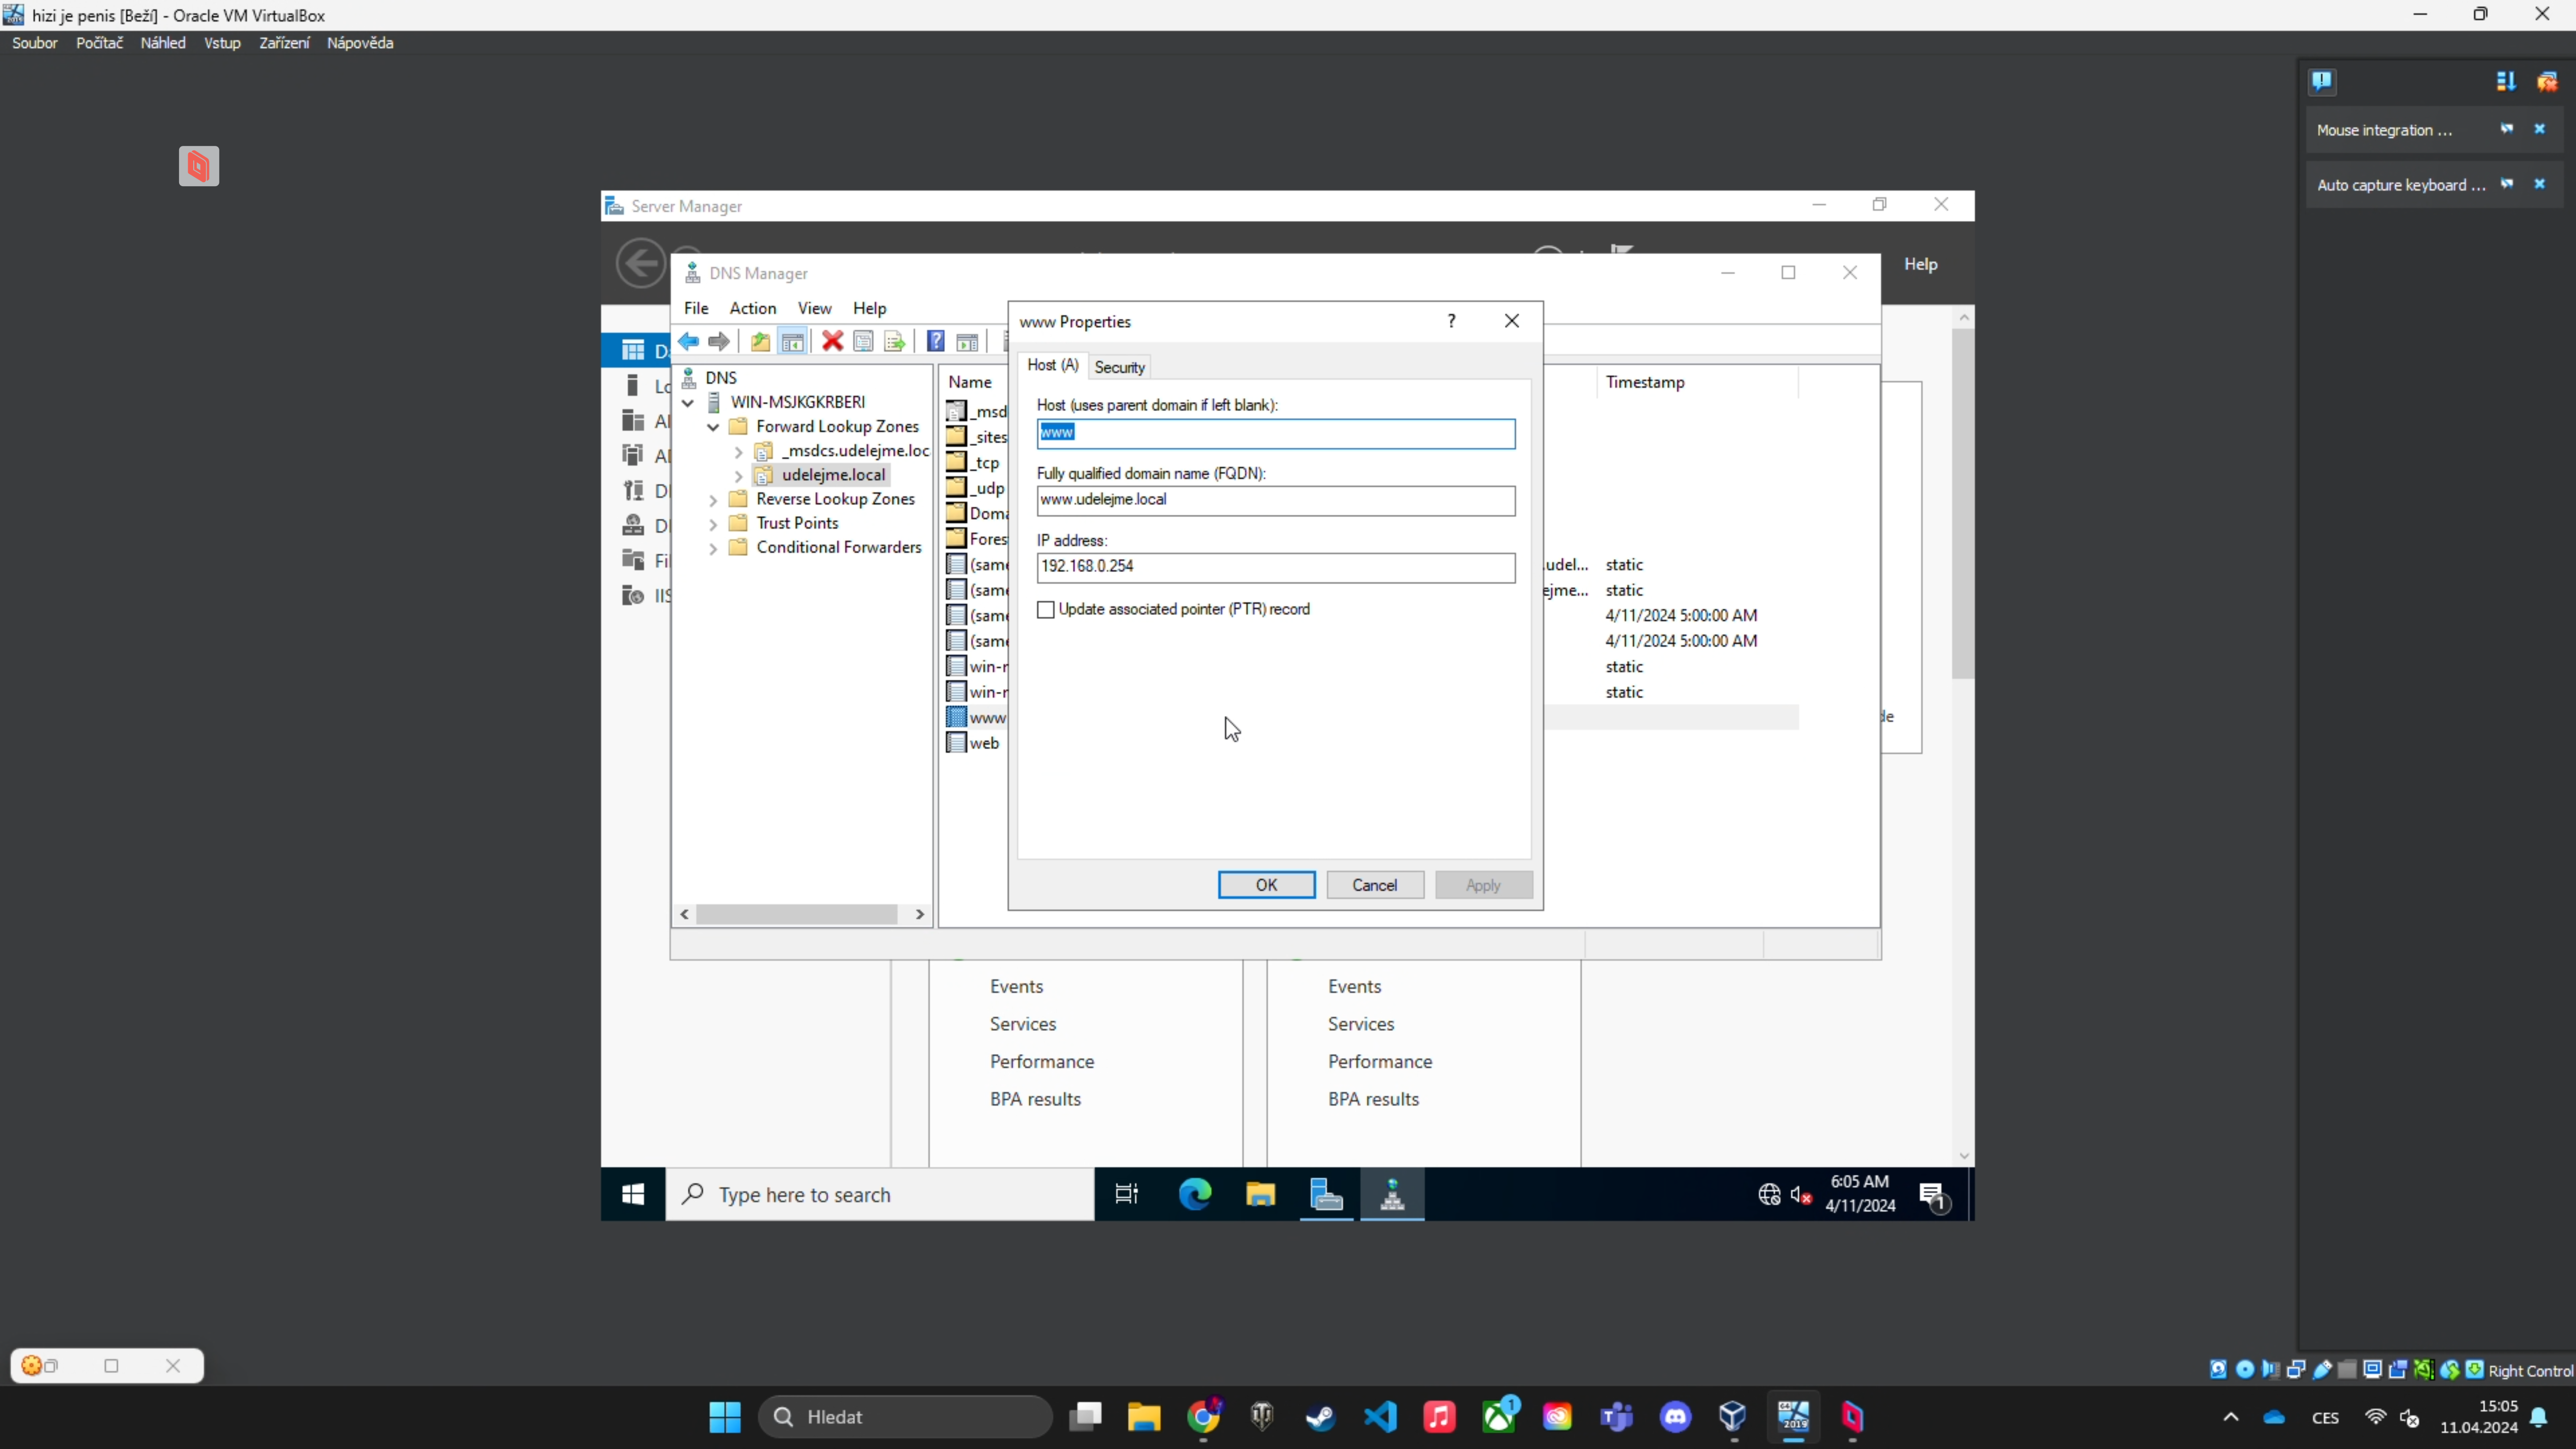 hizi je penis [Beží] - Oracle VM VirtualBox
Soubor Počítač Náhled Vstup Zařízení Nápověda
Mouse integration ...
Auto capture keyboard ...
Server Manager
Help
DNS Manager
File Action View Help
www Properties
Host (A) Security
Host (uses parent domain if left blank):
www
Fully qualified domain name (FQDN):
www.udelejme.local
IP address:
192.168.0.254
Update associated pointer (PTR) record
OK Cancel Apply
DNS
WIN-MSJKGKRBERI
Forward Lookup Zones
_msdcs.udelejme.loc
udelejme.local
Reverse Lookup Zones
Trust Points
Conditional Forwarders
Name
Timestamp
_msd
_sites
_tcp
_udp
Doma
Fores
(same
.udel... static
(same
ejme... static
(same
4/11/2024 5:00:00 AM
(same
4/11/2024 5:00:00 AM
win-r
static
win-r
static
www
web
Events Events
Services Services
Performance Performance
BPA results BPA results
Type here to search
6:05 AM
4/11/2024
1
Right Control
Hledat
1
2019
CES
15:05
11.04.2024